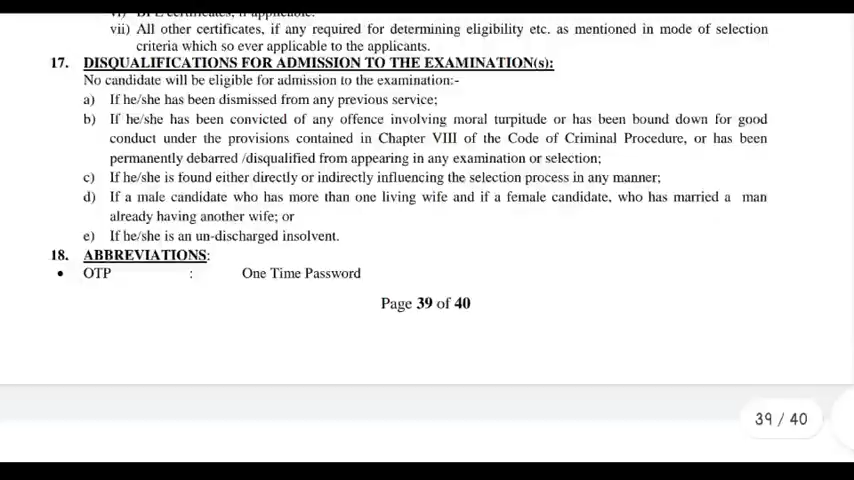 vi) BPL certificates, if applicable.
vii) All other certificates, if any required for determining eligibility etc. as mentioned in mode of selection
criteria which so ever applicable to the applicants.
17. DISQUALIFICATIONS FOR ADMISSION TO THE EXAMINATION(s):
No candidate will be eligible for admission to the examination:-
a) If he/she has been dismissed from any previous service;
b) If he/she has been convicted of any offence involving moral turpitude or has been bound down for good
conduct under the provisions contained in Chapter VIII of the Code of Criminal Procedure, or has been
permanently debarred /disqualified from appearing in any examination or selection;
c) If he/she is found either directly or indirectly influencing the selection process in any manner;
d) If a male candidate who has more than one living wife and if a female candidate, who has married a man
already having another wife; or
e) If he/she is an un-discharged insolvent.
18. ABBREVIATIONS:
• OTP : One Time Password
Page 39 of 40
39 / 40